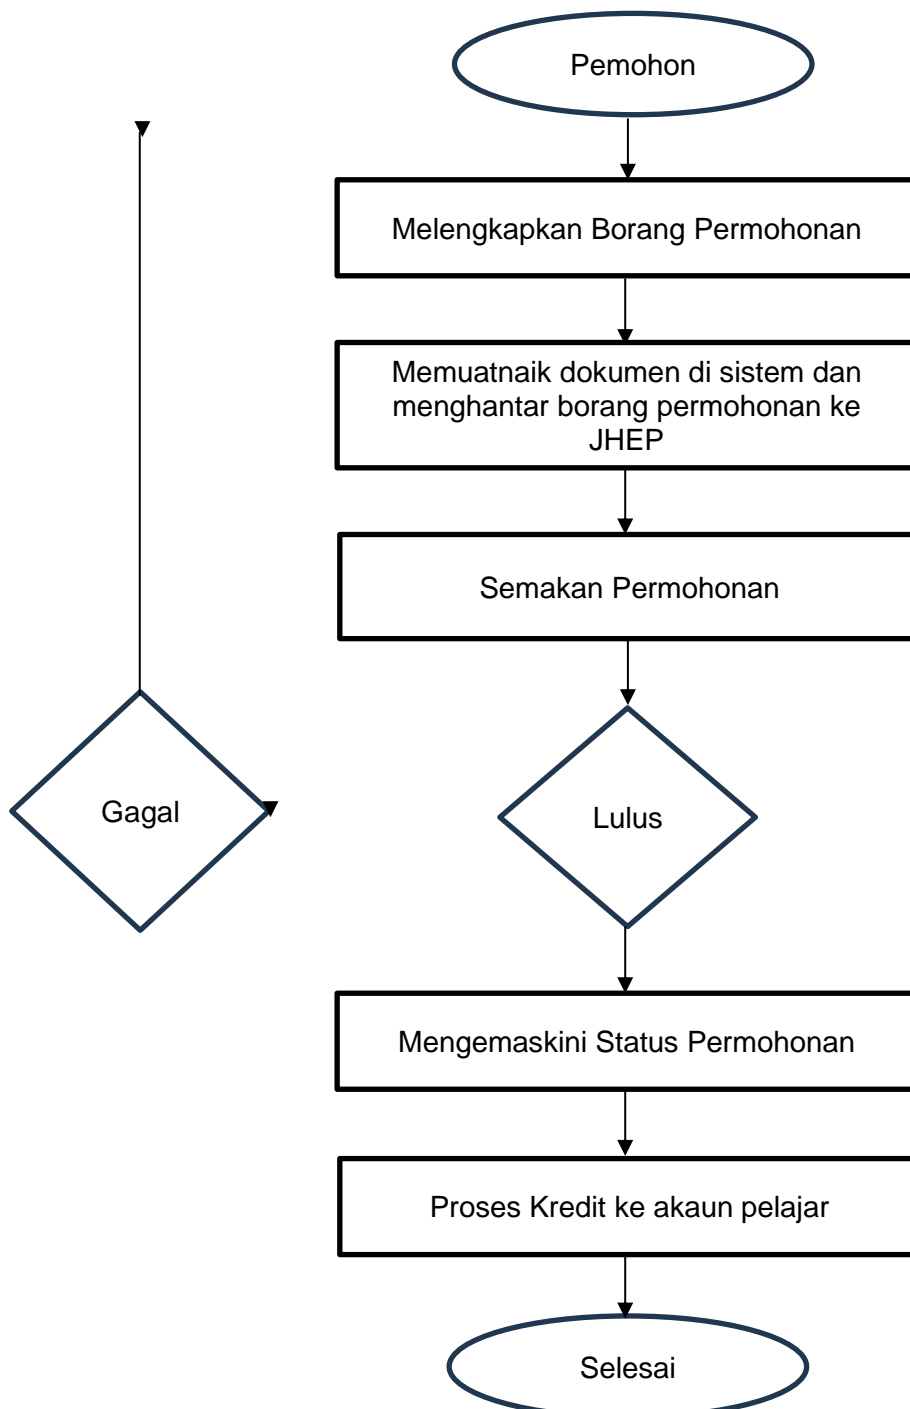 Pemohon
Melengkapkan Borang Permohonan
Memuatnaik dokumen di sistem dan
menghantar borang permohonan ke
JHEP
Semakan Permohonan
Gagal
Lulus
Mengemaskini Status Permohonan
Proses Kredit ke akaun pelajar
Selesai